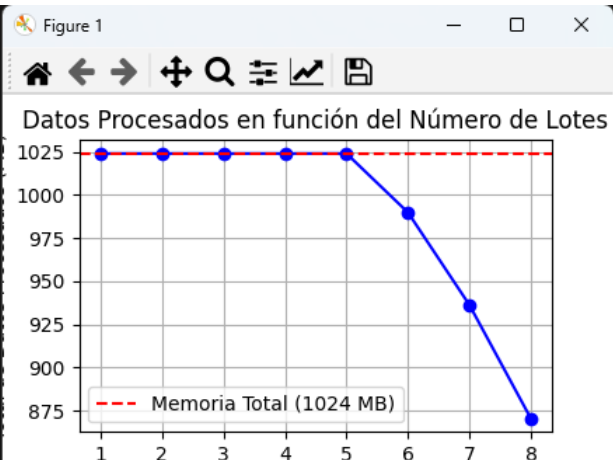 Figure 1
Datos Procesados en función del Número de Lotes
1025
1000
975
950
925
900
875
Memoria Total (1024 MB)
1 2 3 4 5 6 7 8